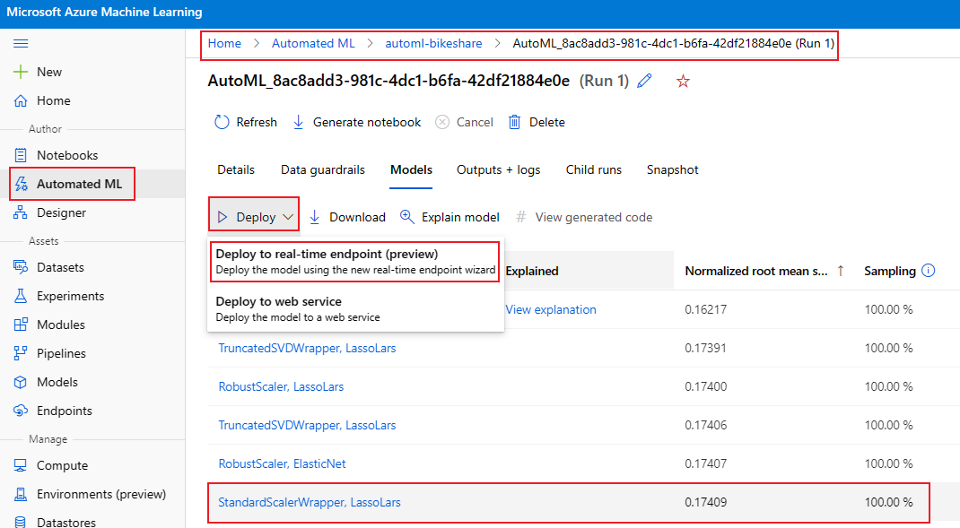 Microsoft Azure Machine Learning
New
Home
Author
Notebooks
Automated ML
Designer
Assets
Datasets
Experiments
Modules
Pipelines
Models
Endpoints
Manage
Compute
Environments (preview)
Datastores
Home > Automated ML > automl-bikeshare > AutoML_8ac8add3-981c-4dc1-b6fa-42df21884e0e (Run 1)
AutoML_8ac8add3-981c-4dc1-b6fa-42df21884e0e (Run 1)
Refresh Generate notebook Cancel Delete
Details Data guardrails Models Outputs + logs Child runs Snapshot
Deploy Download Explain model # View generated code
Deploy to real-time endpoint (preview)
Deploy the model using the new real-time endpoint wizard
Deploy to web service
Deploy the model to a web service
Explained Normalized root mean s... ↑ Sampling
View explanation 0.16217 100.00 %
TruncatedSVDWrapper, LassoLars 0.17391 100.00 %
RobustScaler, LassoLars 0.17400 100.00 %
TruncatedSVDWrapper, LassoLars 0.17406 100.00 %
RobustScaler, ElasticNet 0.17407 100.00 %
StandardScalerWrapper, LassoLars 0.17409 100.00 %